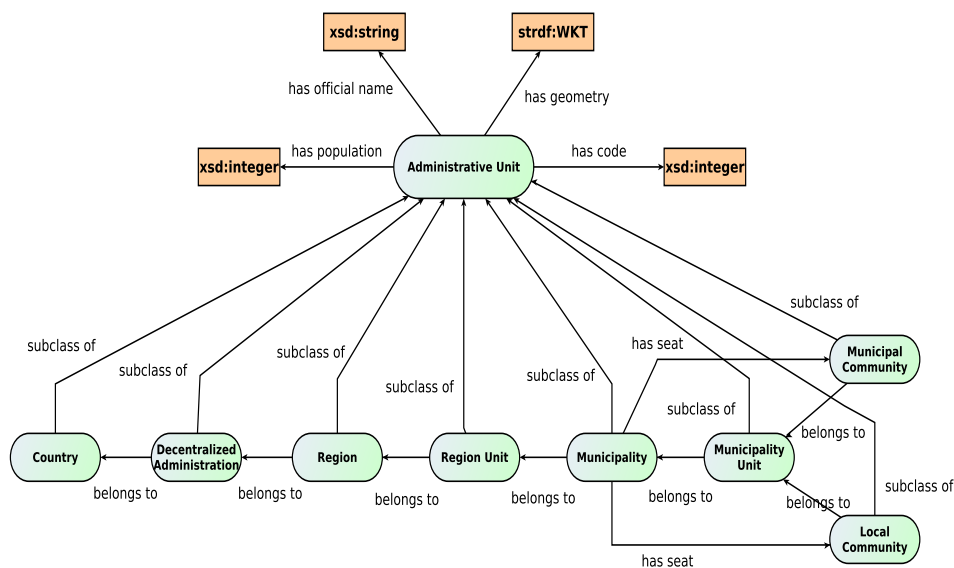 xsd:string
strdf:WKT
has official name
has geometry
xsd:integer
has population
Administrative Unit
has code
xsd:integer
subclass of
subclass of
subclass of
subclass of
subclass of
has seat
subclass of
subclass of
Municipal
Community
belongs to
Country
Decentralized
Administration
Region
Region Unit
Municipality
Municipality
Unit
belongs to
belongs to
belongs to
belongs to
belongs to
belongs to
subclass of
Local
Community
has seat